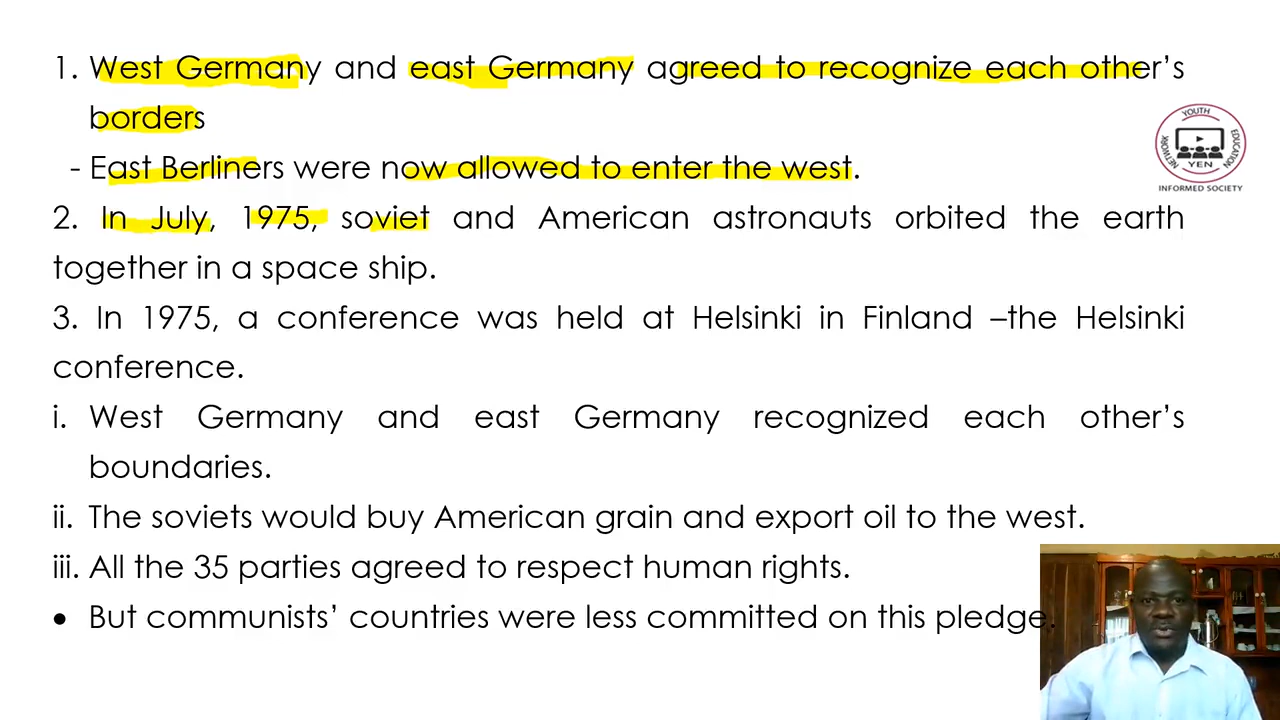 1. West Germany and east Germany agreed to recognize each other's
borders
- East Berliners were now allowed to enter the west.
2. In July, 1975, soviet and American astronauts orbited the earth
together in a space ship.
3. In 1975, a conference was held at Helsinki in Finland –the Helsinki
conference.
i. West Germany and east Germany recognized each other's
boundaries.
ii. The soviets would buy American grain and export oil to the west.
iii. All the 35 parties agreed to respect human rights.
• But communists' countries were less committed on this pledge.
YOUTH
EDUCATION
NETWORK
YEN
INFORMED SOCIETY